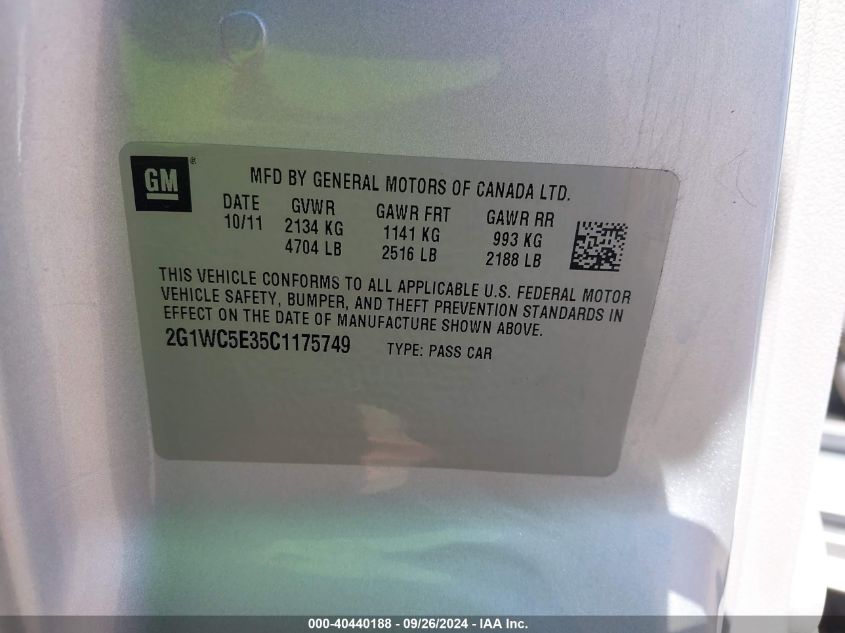 GM®
MFD BY GENERAL MOTORS OF CANADA LTD.
DATE GVWR GAWR FRT GAWR RR
10/11 2134 KG 1141 KG 993 KG
4704 LB 2516 LB 2188 LB
THIS VEHICLE CONFORMS TO ALL APPLICABLE U.S. FEDERAL MOTOR
VEHICLE SAFETY, BUMPER, AND THEFT PREVENTION STANDARDS IN
EFFECT ON THE DATE OF MANUFACTURE SHOWN ABOVE.
2G1WC5E35C1175749 TYPE: PASS CAR
000-40440188 - 09/26/2024 - IAA Inc.